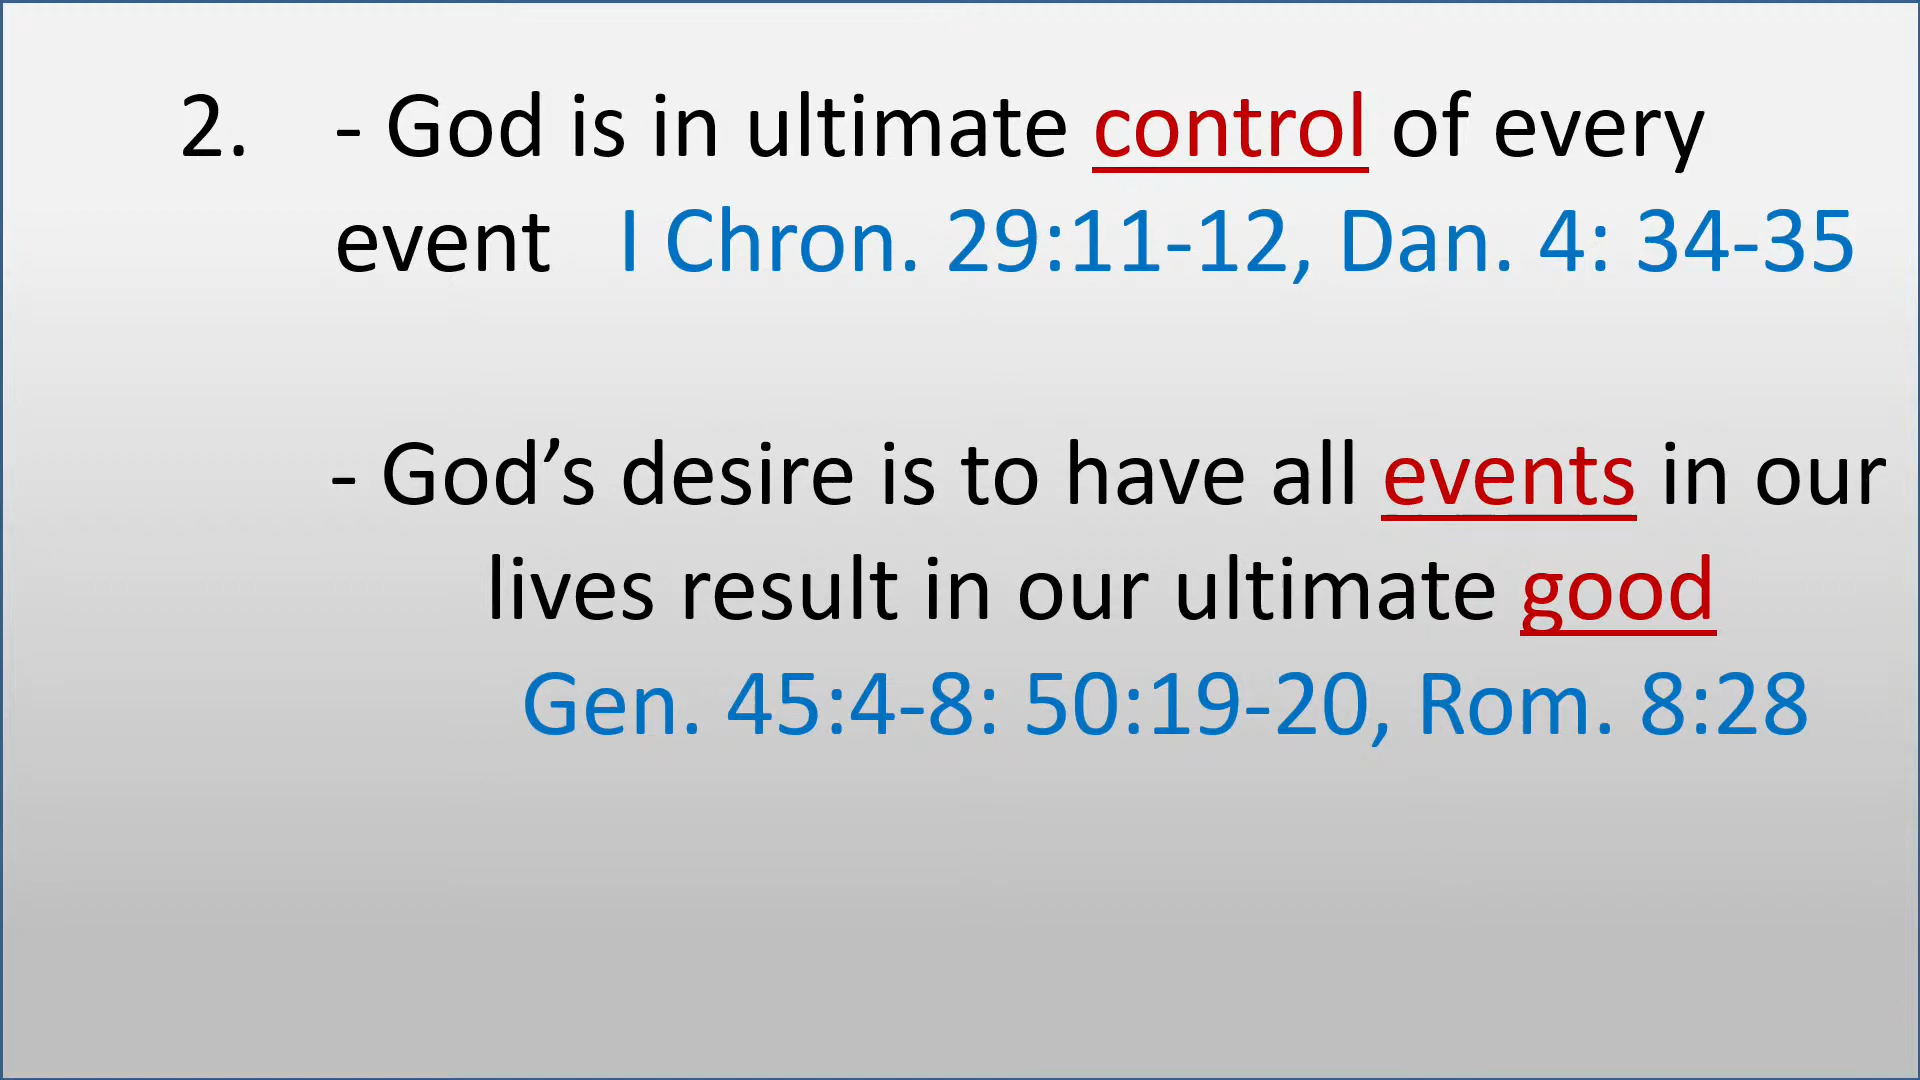 2. - God is in ultimate control of every
event I Chron. 29:11-12, Dan. 4: 34-35
- God’s desire is to have all events in our
lives result in our ultimate good
Gen. 45:4-8: 50:19-20, Rom. 8:28